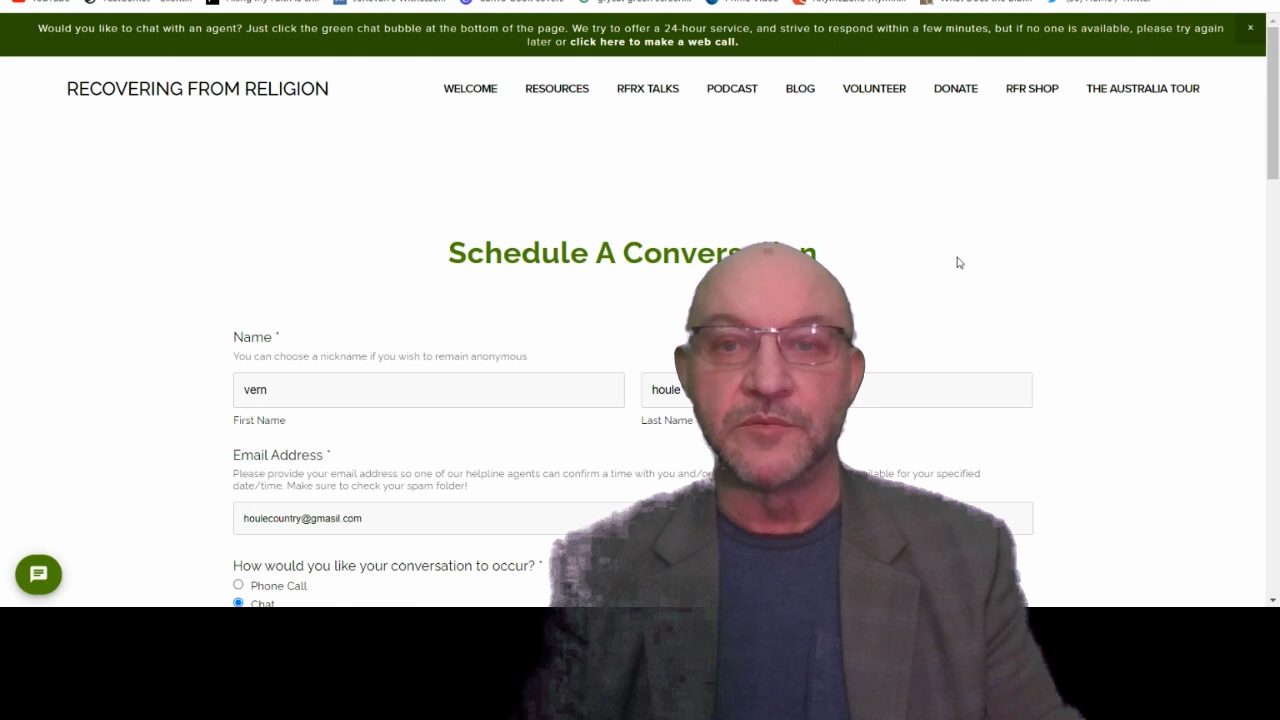 Would you like to chat with an agent? Just click the green chat bubble at the bottom of the page. We try to offer a 24-hour service, and strive to respond within a few minutes, but if no one is available, please try again
later or click here to make a web call.
×
RECOVERING FROM RELIGION
WELCOME RESOURCES RFRX TALKS PODCAST BLOG VOLUNTEER DONATE RFR SHOP THE AUSTRALIA TOUR
Schedule A Conver n
Name *
You can choose a nickname if you wish to remain anonymous
vern houle
First Name Last Name
Email Address *
Please provide your email address so one of our helpline agents can confirm a time with you and/o ailable for your specified
date/time. Make sure to check your spam folder!
houlecountry@gmasil.com
How would you like your conversation to occur? *
Phone Call
Chat